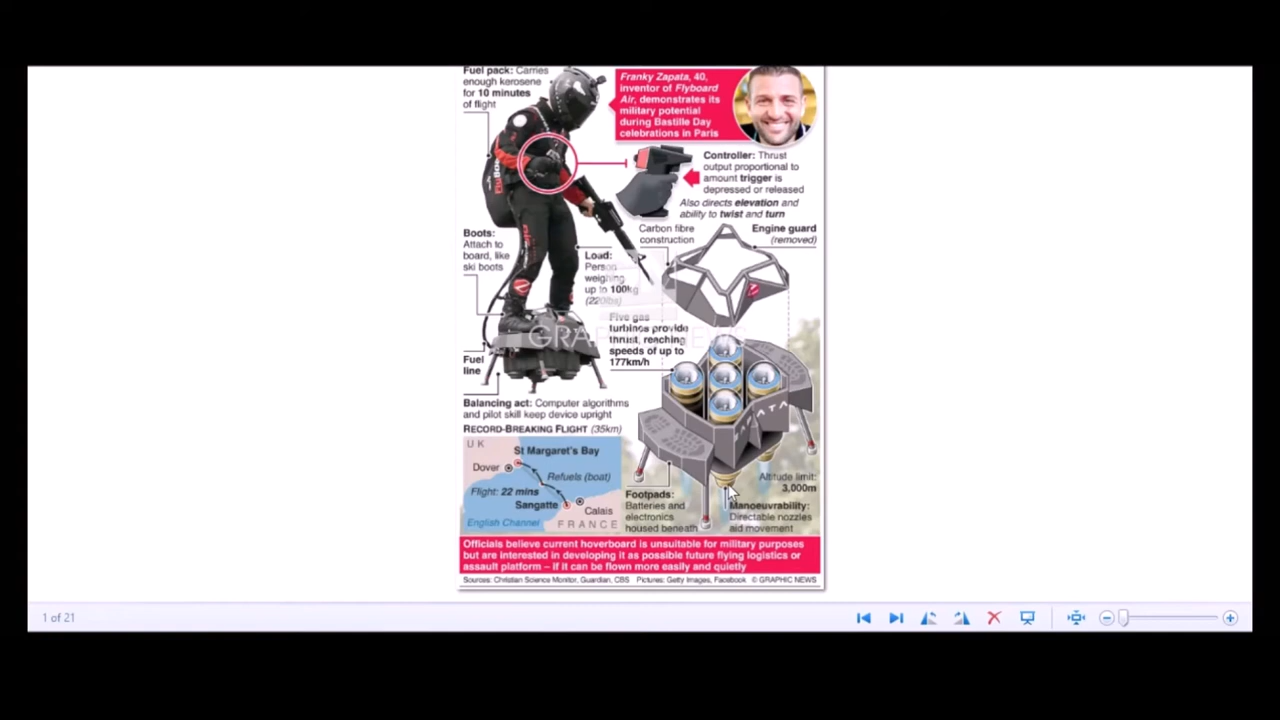 Fuel pack: Carries
enough kerosene
for 10 minutes
of flight
Franky Zapata, 40,
inventor of Flyboard
Air, demonstrates its
military potential
during Bastille Day
celebrations in Paris
Controller: Thrust
output proportional to
amount trigger is
depressed or released
Also directs elevation and
ability to twist and turn
Boots:
Attach to
board, like
ski boots
Load:
Person
weighing
up to 100kg
(220lbs)
Carbon fibre
construction
Engine guard
(removed)
Five gas
turbines provide
thrust, reaching
speeds of up to
177km/h
GRAPHIC NEWS
Fuel
line
ZAPATA
Balancing act: Computer algorithms
and pilot skill keep device upright
RECORD-BREAKING FLIGHT (35km)
UK
St Margaret's Bay
Dover
Refuels (boat)
Flight: 22 mins
Sangatte
Calais
English Channel
FRANCE
Footpads:
Batteries and
electronics
housed beneath
Altitude limit:
3,000m
Manoeuvrability:
Directable nozzles
aid movement
Officials believe current hoverboard is unsuitable for military purposes
but are interested in developing it as possible future flying logistics or
assault platform – if it can be flown more easily and quietly
Sources: Christian Science Monitor, Guardian, CBS Pictures: Getty Images, Facebook © GRAPHIC NEWS
1 of 21